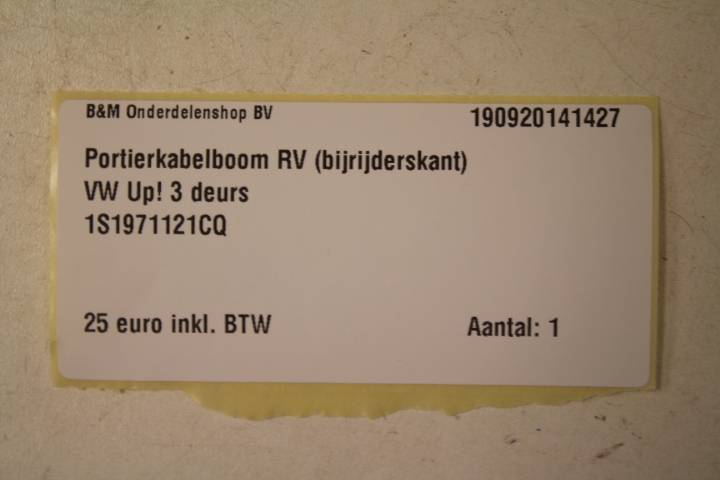 B&M Onderdelenshop BV 190920141427
Portierkabelboom RV (bijrijderskant)
VW Up! 3 deurs
1S1971121CQ
25 euro inkl. BTW Aantal: 1